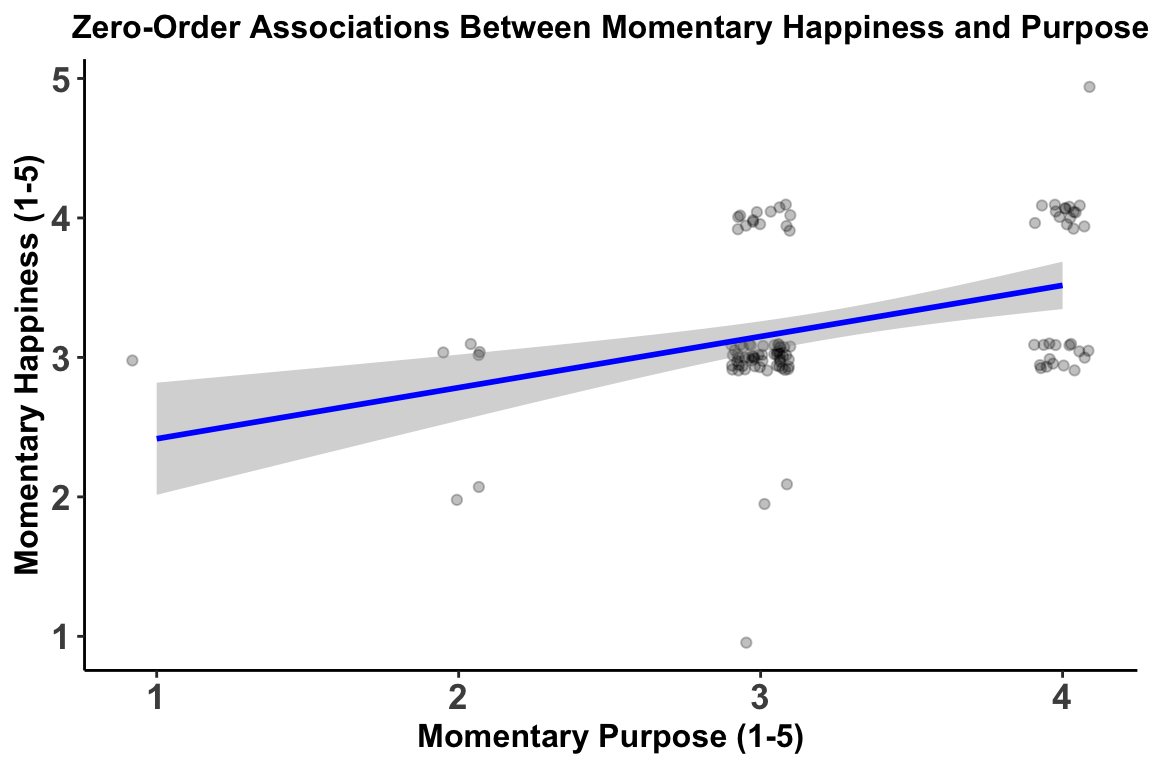 Zero-Order Associations Between Momentary Happiness and Purpose
Momentary Happiness (1-5)
5
4
3
2
1
1 2 3 4
Momentary Purpose (1-5)